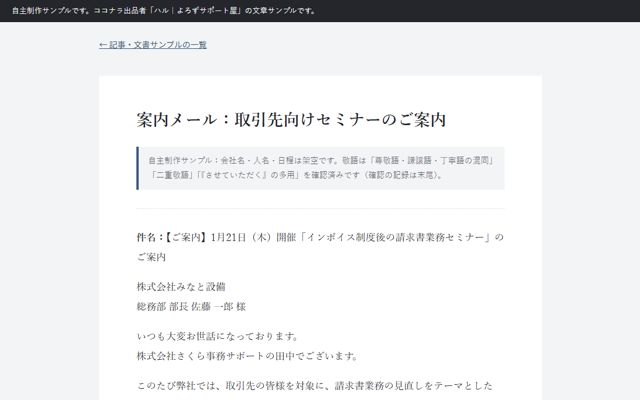 自主制作サンプルです。ココナラ出品者「ハル｜よろずサポート屋」の文章サンプルです。
← 記事・文書サンプルの一覧
案内メール：取引先向けセミナーのご案内
自主制作サンプル：会社名・人名・日程は架空です。敬語は「尊敬語・謙譲語・丁寧語の混同」
「二重敬語」「『させていただく』の多用」を確認済みです（確認の記録は末尾）。
件名：【ご案内】1月21日（木）開催「インボイス制度後の請求書業務セミナー」の
ご案内
株式会社みなと設備
総務部 部長 佐藤 一郎 様
いつも大変お世話になっております。
株式会社さくら事務サポートの田中でございます。
このたび弊社では、取引先の皆様を対象に、請求書業務の見直しをテーマとした